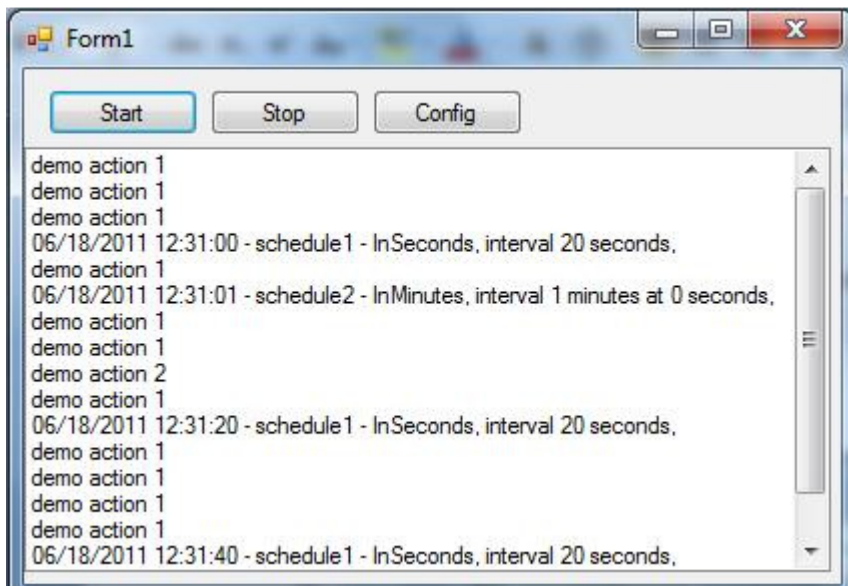 Form1
Start Stop Config
demo action 1
demo action 1
demo action 1
06/18/2011 12:31:00 - schedule1 - InSeconds, interval 20 seconds,
demo action 1
06/18/2011 12:31:01 - schedule2 - InMinutes, interval 1 minutes at 0 seconds,
demo action 1
demo action 1
demo action 2
demo action 1
06/18/2011 12:31:20 - schedule1 - InSeconds, interval 20 seconds,
demo action 1
demo action 1
demo action 1
demo action 1
06/18/2011 12:31:40 - schedule1 - InSeconds, interval 20 seconds,